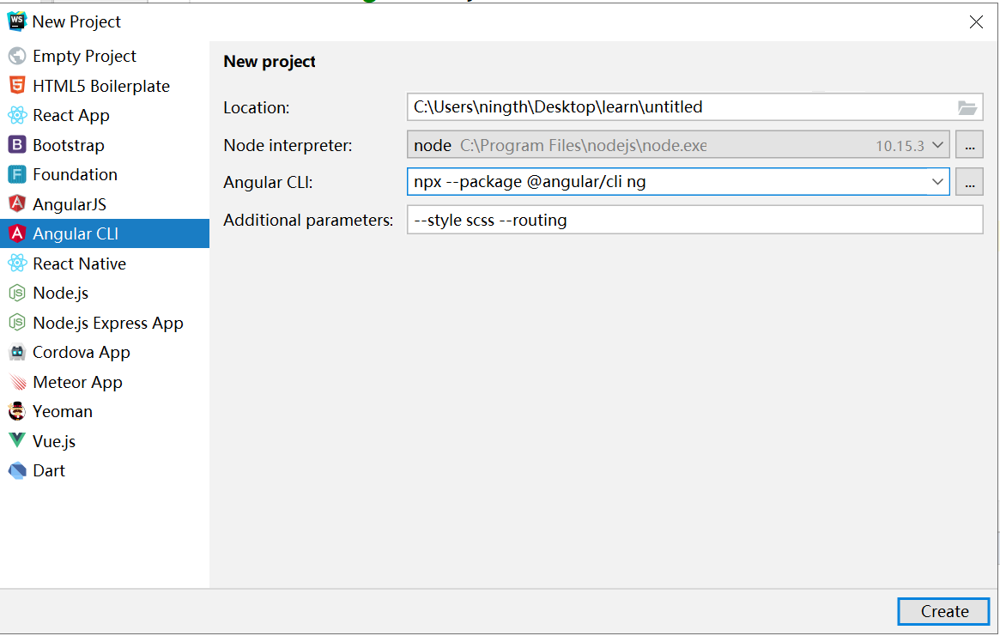 WS New Project
Empty Project
HTML5 Boilerplate
React App
Bootstrap
Foundation
AngularJS
Angular CLI
React Native
Node.js
Node.js Express App
Cordova App
Meteor App
Yeoman
Vue.js
Dart
New project
Location: C:\Users\ningth\Desktop\learn\untitled
Node interpreter: node C:\Program Files\nodejs\node.exe 10.15.3 ...
Angular CLI: npx --package @angular/cli ng ...
Additional parameters: --style scss --routing
Create